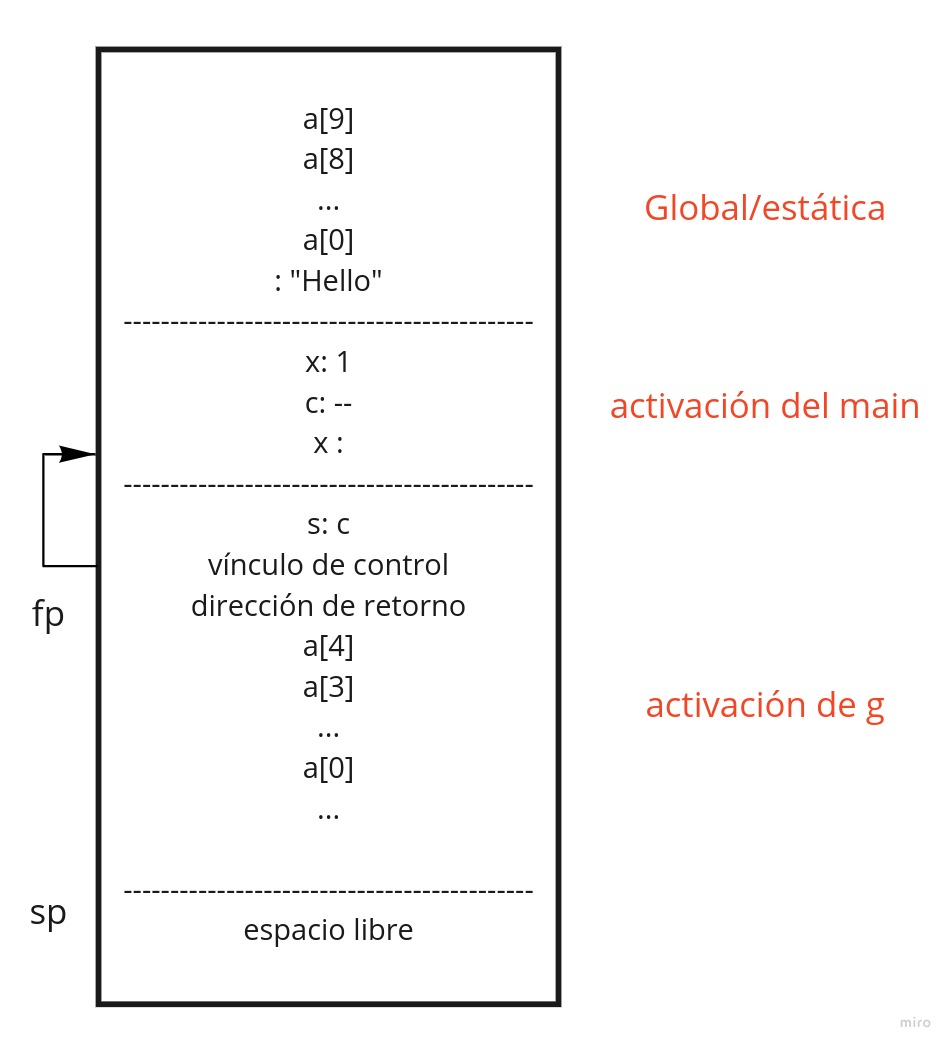 a[9]
a[8]
...
a[0]
: "Hello"
Global/estática
--------------------------------------------
x: 1
c: --
x :
activación del main
--------------------------------------------
s: c
vínculo de control
dirección de retorno
fp
a[4]
a[3]
...
a[0]
...
activación de g
--------------------------------------------
sp
espacio libre
miro